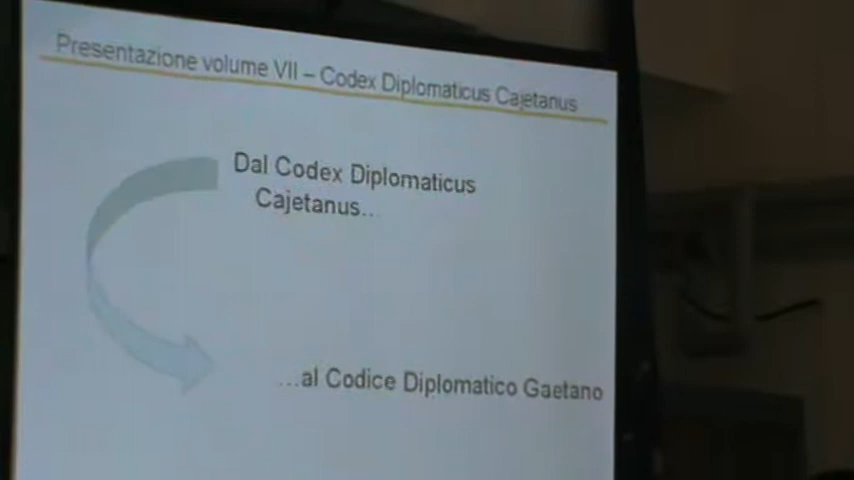 Presentazione volume VII – Codex Diplomaticus Cajetanus
Dal Codex Diplomaticus
Cajetanus…
…al Codice Diplomatico Gaetano